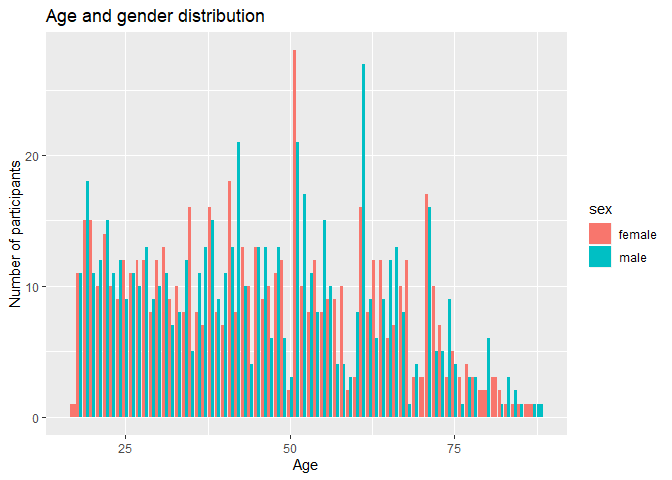 Age and gender distribution
Number of participants
20
10
0
25
50
75
Age
sex
female
male